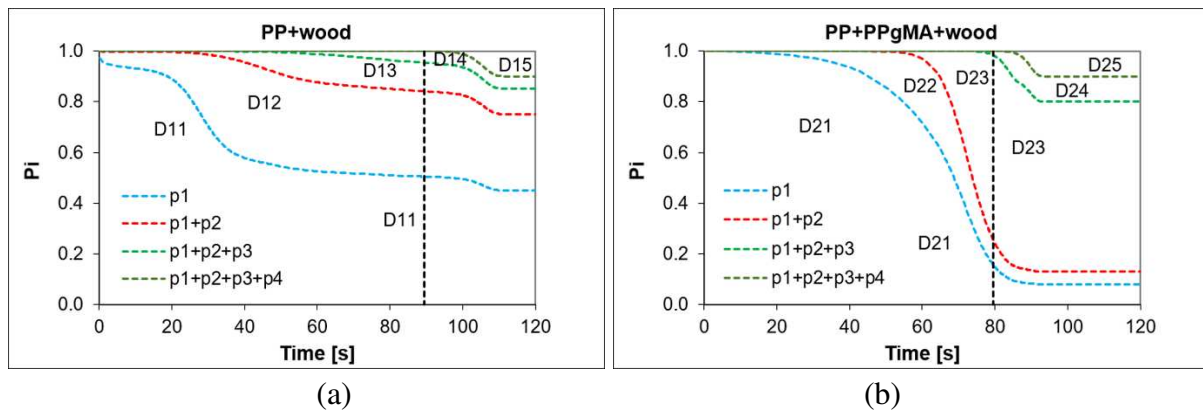 PP+wood
1.0
0.8
0.6
0.4
0.2
0.0
Pi
D11
D12
D13
D14
D15
D11
p1
p1+p2
p1+p2+p3
p1+p2+p3+p4
0 20 40 60 80 100 120
Time [s]
(a)
PP+PPgMA+wood
1.0
0.8
0.6
0.4
0.2
0.0
Pi
D21
D22
D23
D25
D24
D23
D21
p1
p1+p2
p1+p2+p3
p1+p2+p3+p4
0 20 40 60 80 100 120
Time [s]
(b)